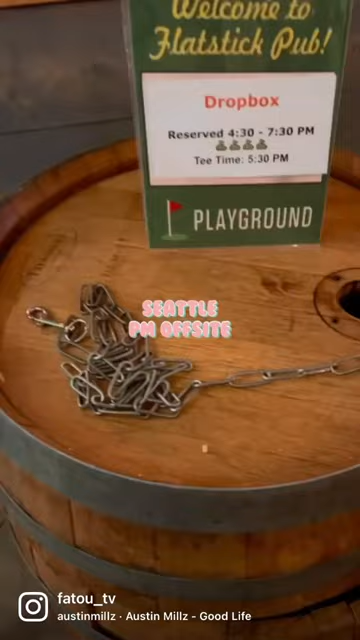 Welcome to
Flatstick Pub!
Dropbox
Reserved 4:30 - 7:30 PM
Tee Time: 5:30 PM
PLAYGROUND
SEATTLE
PM OFFSITE
fatou_tv
austinmillz · Austin Millz - Good Life